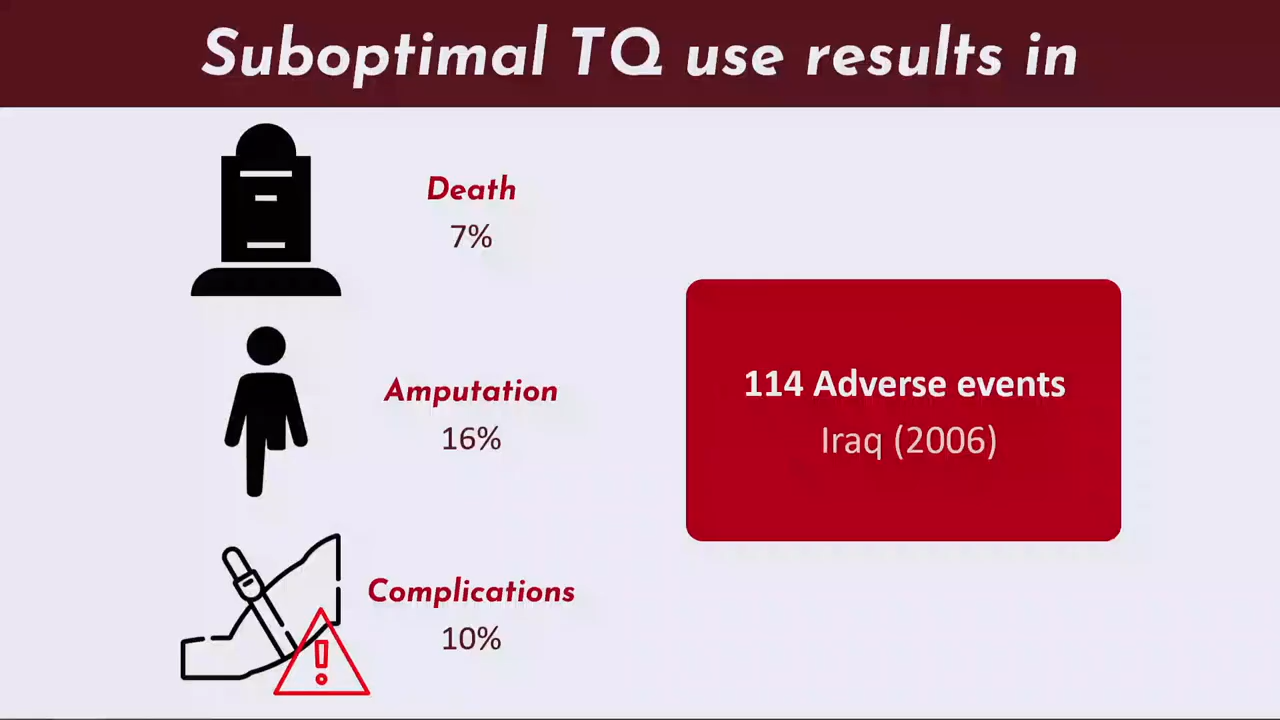 Suboptimal TQ use results in
Death
7%
Amputation
16%
Complications
10%
114 Adverse events
Iraq (2006)